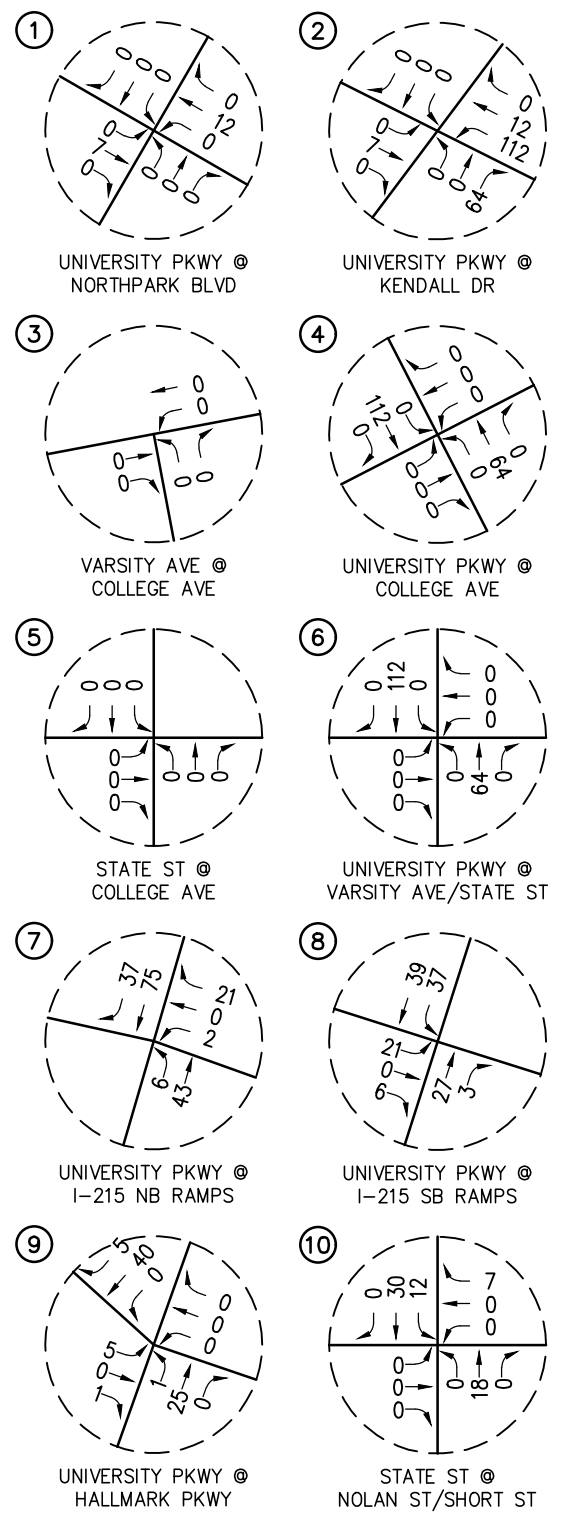 1
0 0 0
0
12
0
0
7
0
0 0 0
UNIVERSITY PKWY @
NORTHPARK BLVD
2
0 0 0
0
12
112
0
7
0
0 0 64
UNIVERSITY PKWY @
KENDALL DR
3
0
0
0
0
0 0
VARSITY AVE @
COLLEGE AVE
4
0
0
0
0 112 0
0
0
0
0 64 0
UNIVERSITY PKWY @
COLLEGE AVE
5
0 0 0
0
0
0
0 0 0
STATE ST @
COLLEGE AVE
6
0 112 0
0
0
0
0
0
0
0 64 0
UNIVERSITY PKWY @
VARSITY AVE/STATE ST
7
37 75
21
0
2
6 43
UNIVERSITY PKWY @
I-215 NB RAMPS
8
39 37
21
0
6
27 3
UNIVERSITY PKWY @
I-215 SB RAMPS
9
5 40 0
0
0
0
5
0
1
1 25 0
UNIVERSITY PKWY @
HALLMARK PKWY
10
0 30 12
7
0
0
0
0
0
0 18 0
STATE ST @
NOLAN ST/SHORT ST